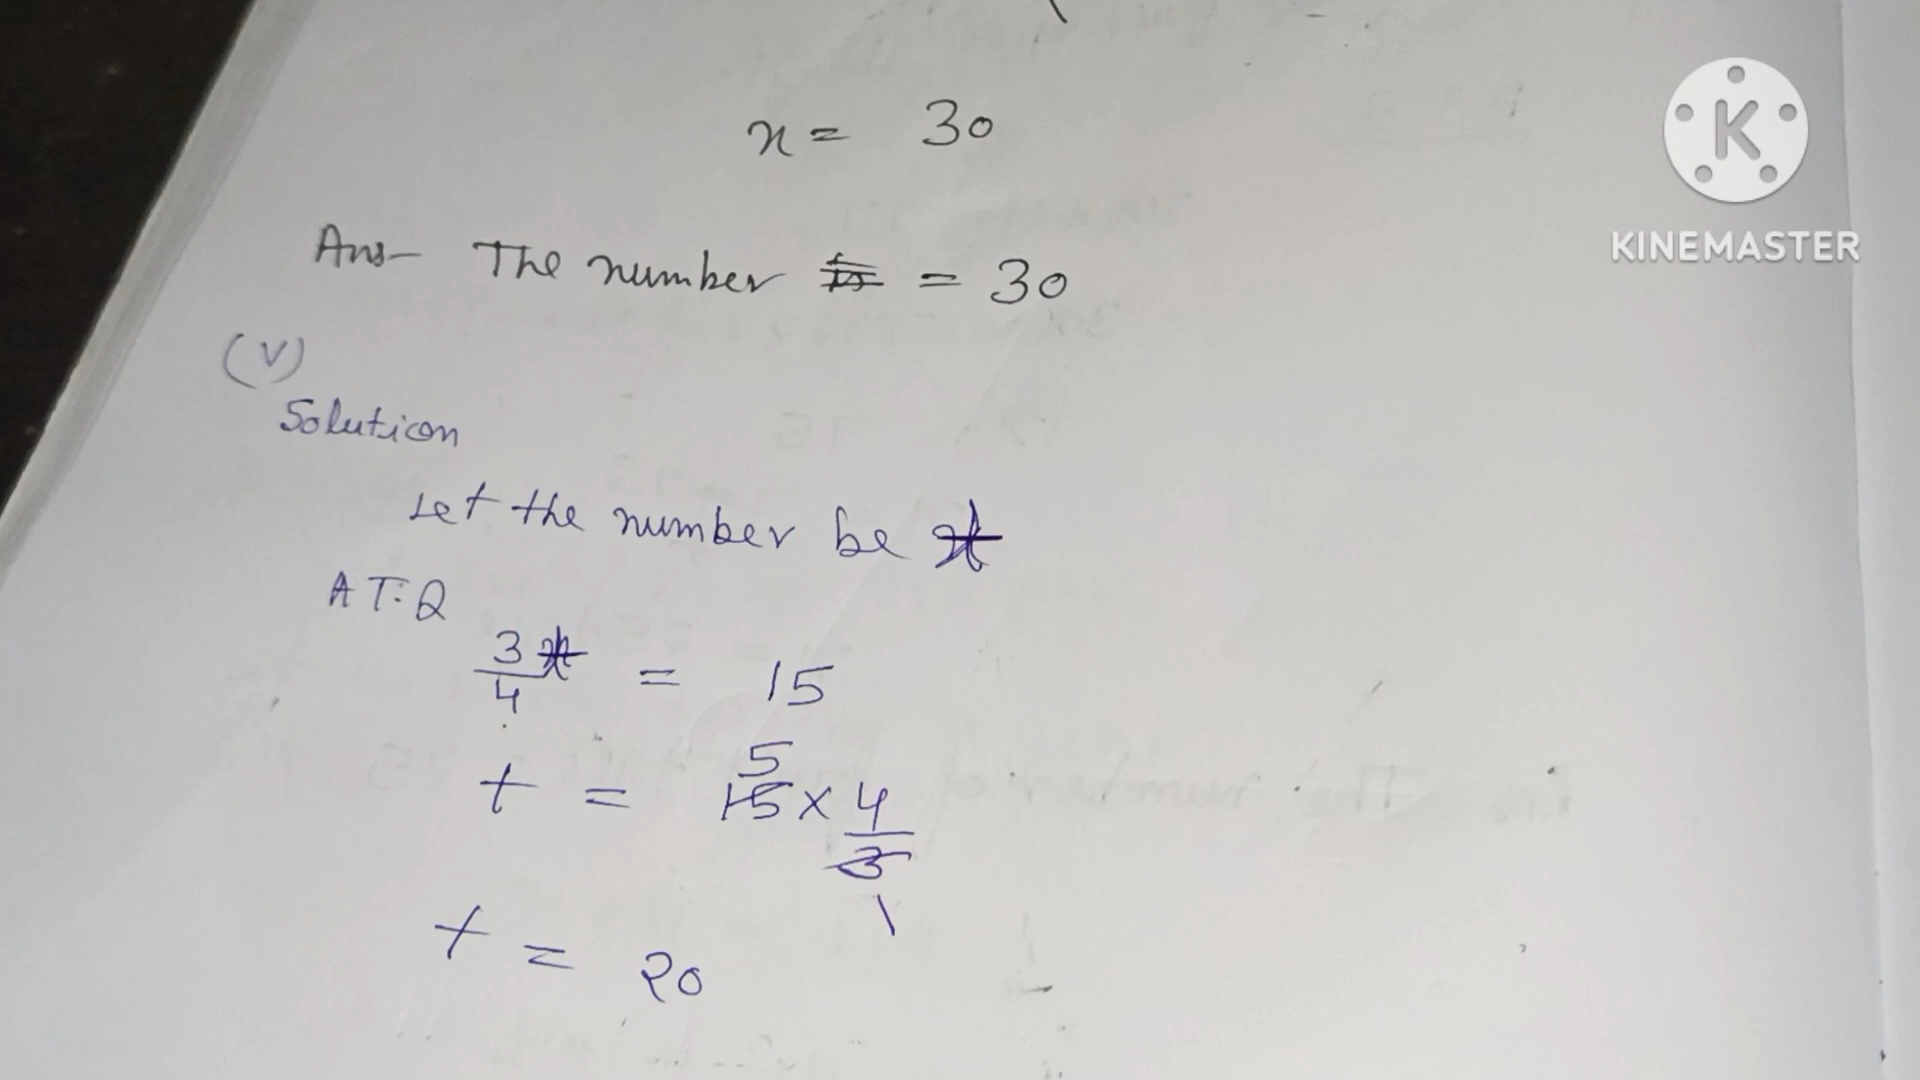 x = 30
Ans- The number = 30
(V)
Solution
Let the number be t
AT:Q
3t/4 = 15
t = 15 5 × 4/3 1
t = 20
K
KINEMASTER